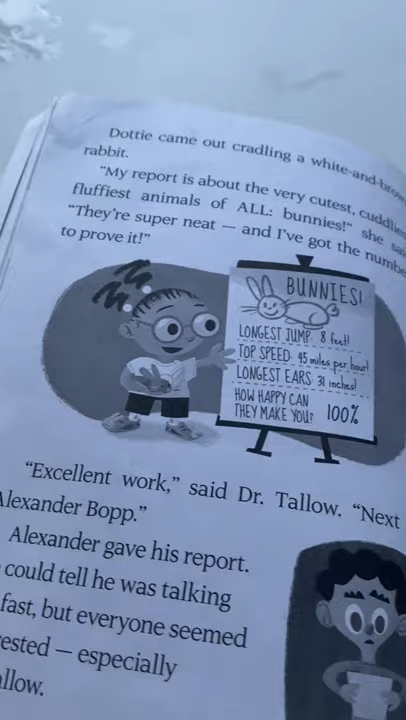 Dottie came out cradling a white-and-brow
rabbit.
"My report is about the very cutest, cuddlie
fluffiest animals of ALL: bunnies!" she sa
"They're super neat — and I've got the numbe
to prove it!"
BUNNIES!
LONGEST JUMP: 8 feet!
TOP SPEED: 45 miles per hour!
LONGEST EARS: 31 inches!
HOW HAPPY CAN
THEY MAKE YOU? 100%
"Excellent work," said Dr. Tallow. "Next
Alexander Bopp."
Alexander gave his report.
could tell he was talking
fast, but everyone seemed
rested — especially
allow.